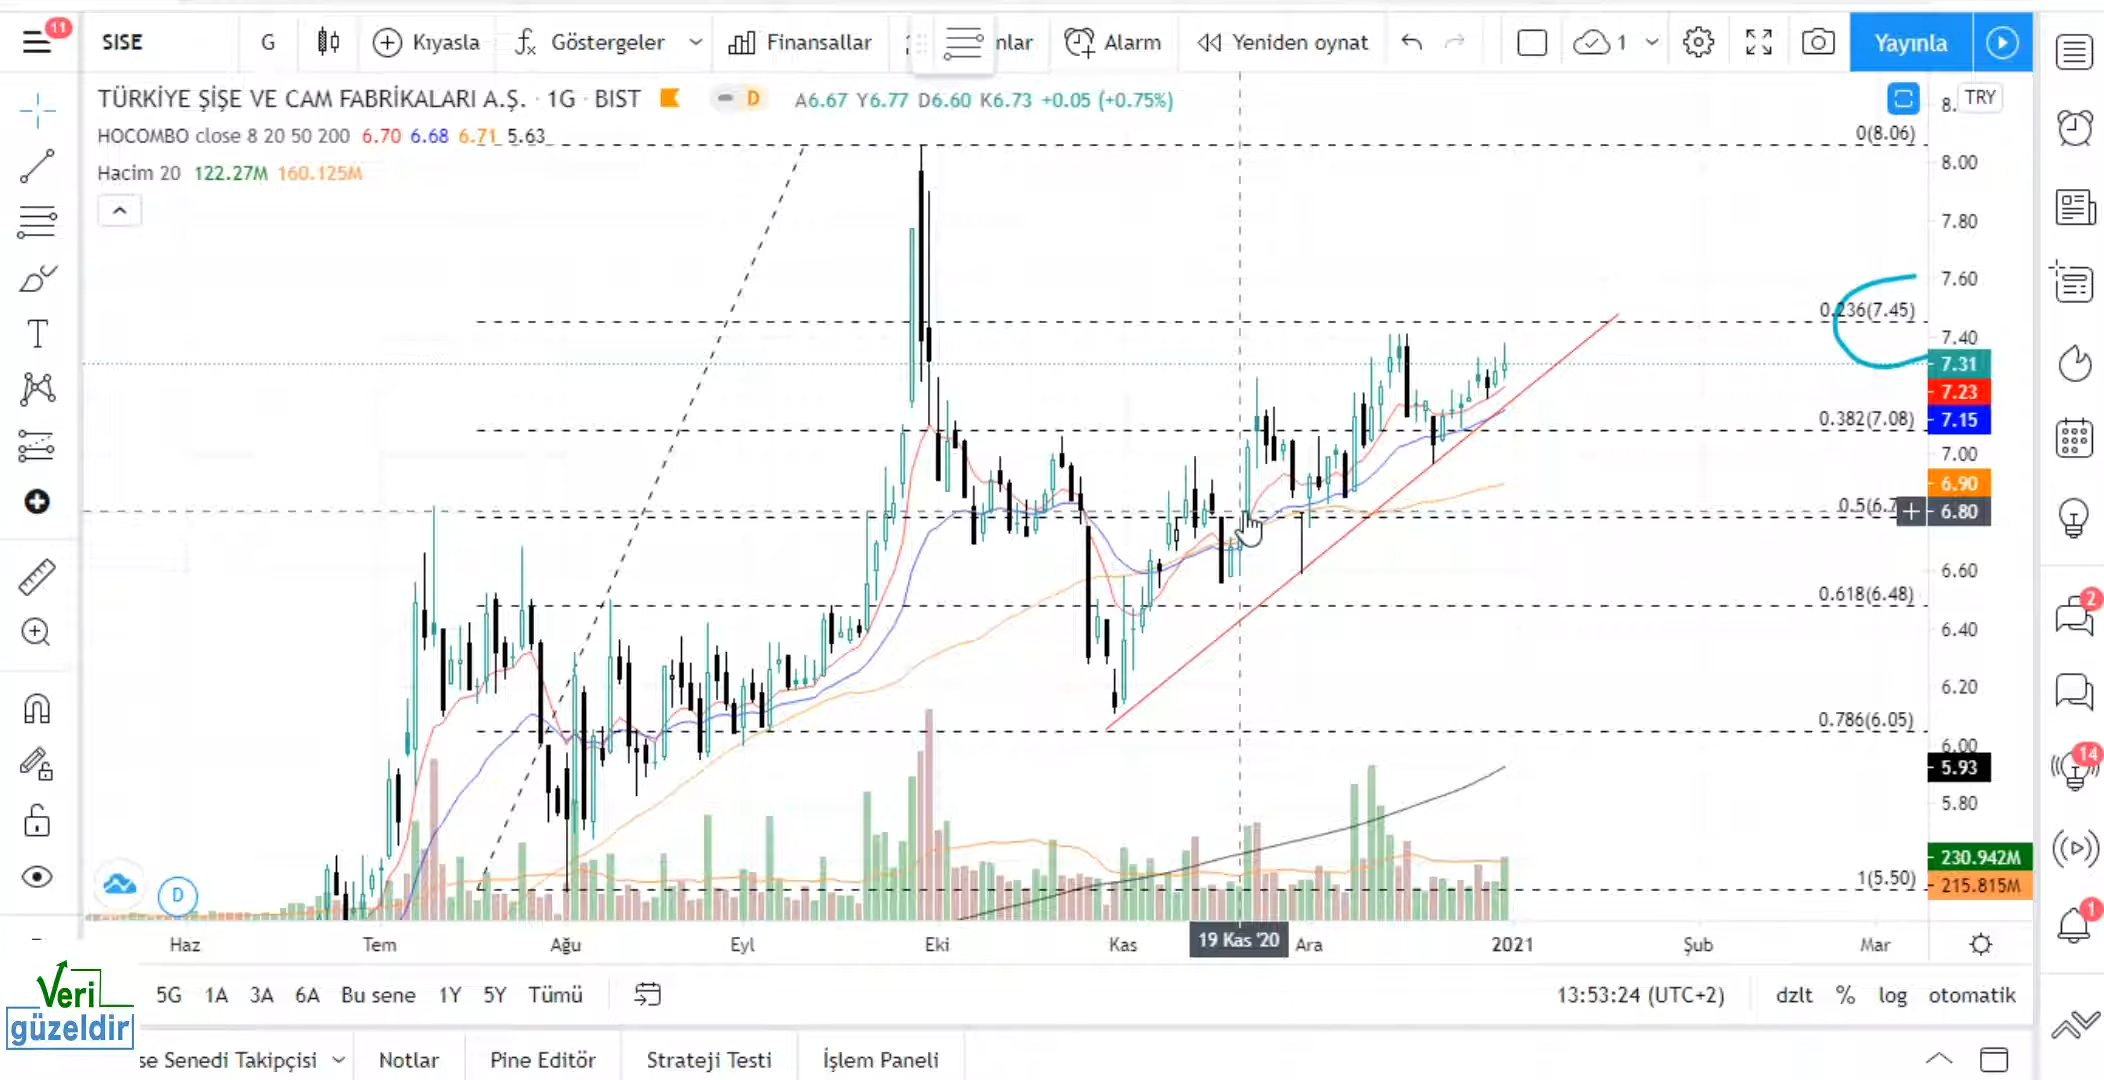 11
SISE
G
Kıyasla
Göstergeler
Finansallar
nlar
Alarm
Yeniden oynat
1
Yayınla
TÜRKİYE ŞİŞE VE CAM FABRİKALARI A.Ş. · 1G · BIST
D
A6.67 Y6.77 D6.60 K6.73 +0.05 (+0.75%)
HOCOMBO close 8 20 50 200 6.70 6.68 6.71 5.63
Hacim 20 122.27M 160.125M
TRY
0(8.06)
8.00
7.80
7.60
0.236(7.45)
7.40
7.31
7.23
0.382(7.08)
7.15
7.00
6.90
6.80
6.60
0.618(6.48)
6.40
6.20
0.786(6.05)
6.00
5.93
5.80
230.942M
1(5.50)
215.815M
D
Haz
Tem
Ağu
Eyl
Eki
Kas
19 Kas '20
Ara
2021
Şub
Mar
Veri
güzeldir
5G
1A
3A
6A
Bu sene
1Y
5Y
Tümü
13:53:24 (UTC+2)
dzlt
%
log
otomatik
se Senedi Takipçisi
Notlar
Pine Editör
Strateji Testi
İşlem Paneli
2
14
1